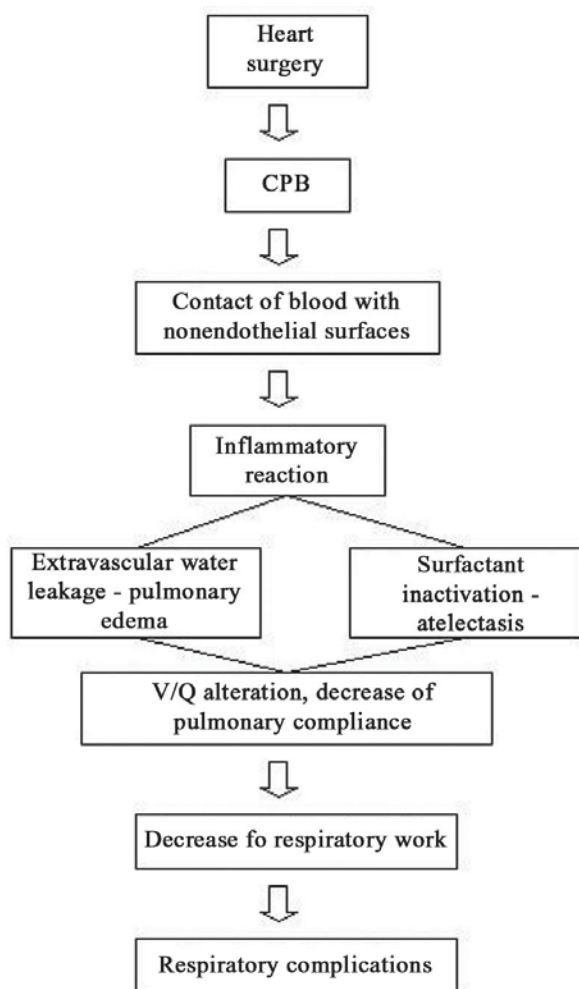 Heart
surgery
CPB
Contact of blood with
nonendothelial surfaces
Inflammatory
reaction
Extravascular water
leakage - pulmonary
edema
Surfactant
inactivation -
atelectasis
V/Q alteration, decrease of
pulmonary compliance
Decrease fo respiratory work
Respiratory complications